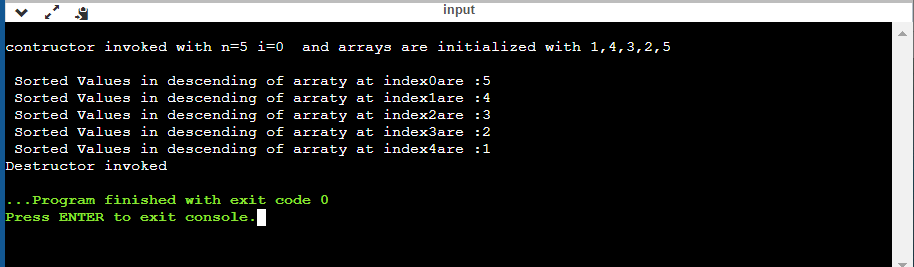 input
contructor invoked with n=5 i=0  and arrays are initialized with 1,4,3,2,5
Sorted Values in descending of arraty at index0are :5
Sorted Values in descending of arraty at index1are :4
Sorted Values in descending of arraty at index2are :3
Sorted Values in descending of arraty at index3are :2
Sorted Values in descending of arraty at index4are :1
Destructor invoked
...Program finished with exit code 0
Press ENTER to exit console.